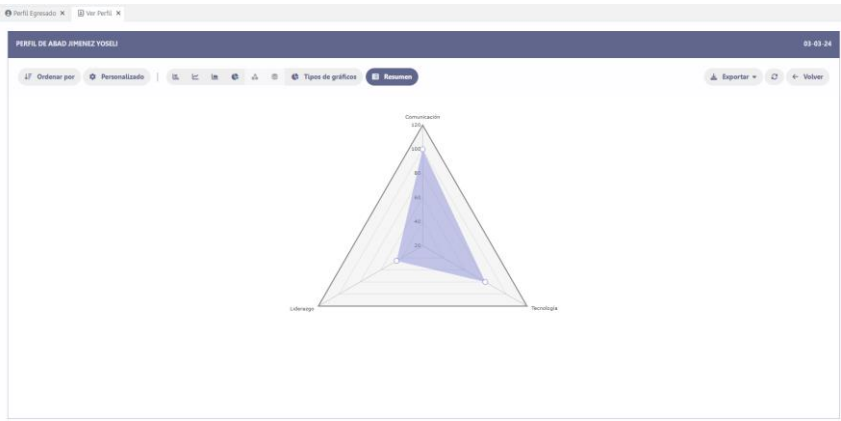 Perfil Egresado × Ver Perfil ×
PERFIL DE ABAD JIMENEZ YOSELI 03-03-24
Ordenar por Personalizado | Tipos de gráficos Resumen Exportar Volver
Comunicación
120
100
80
60
40
20
Liderazgo Tecnología